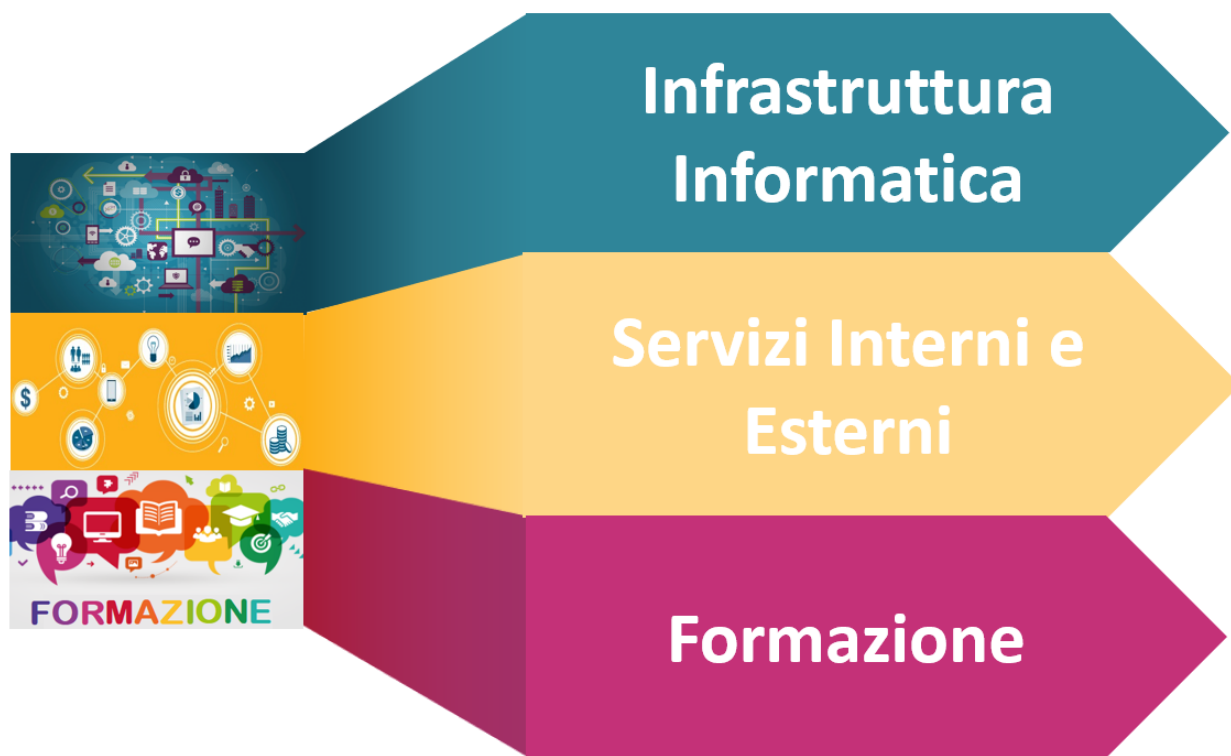 Infrastruttura
Informatica
Servizi Interni e
Esterni
FORMAZIONE
Formazione